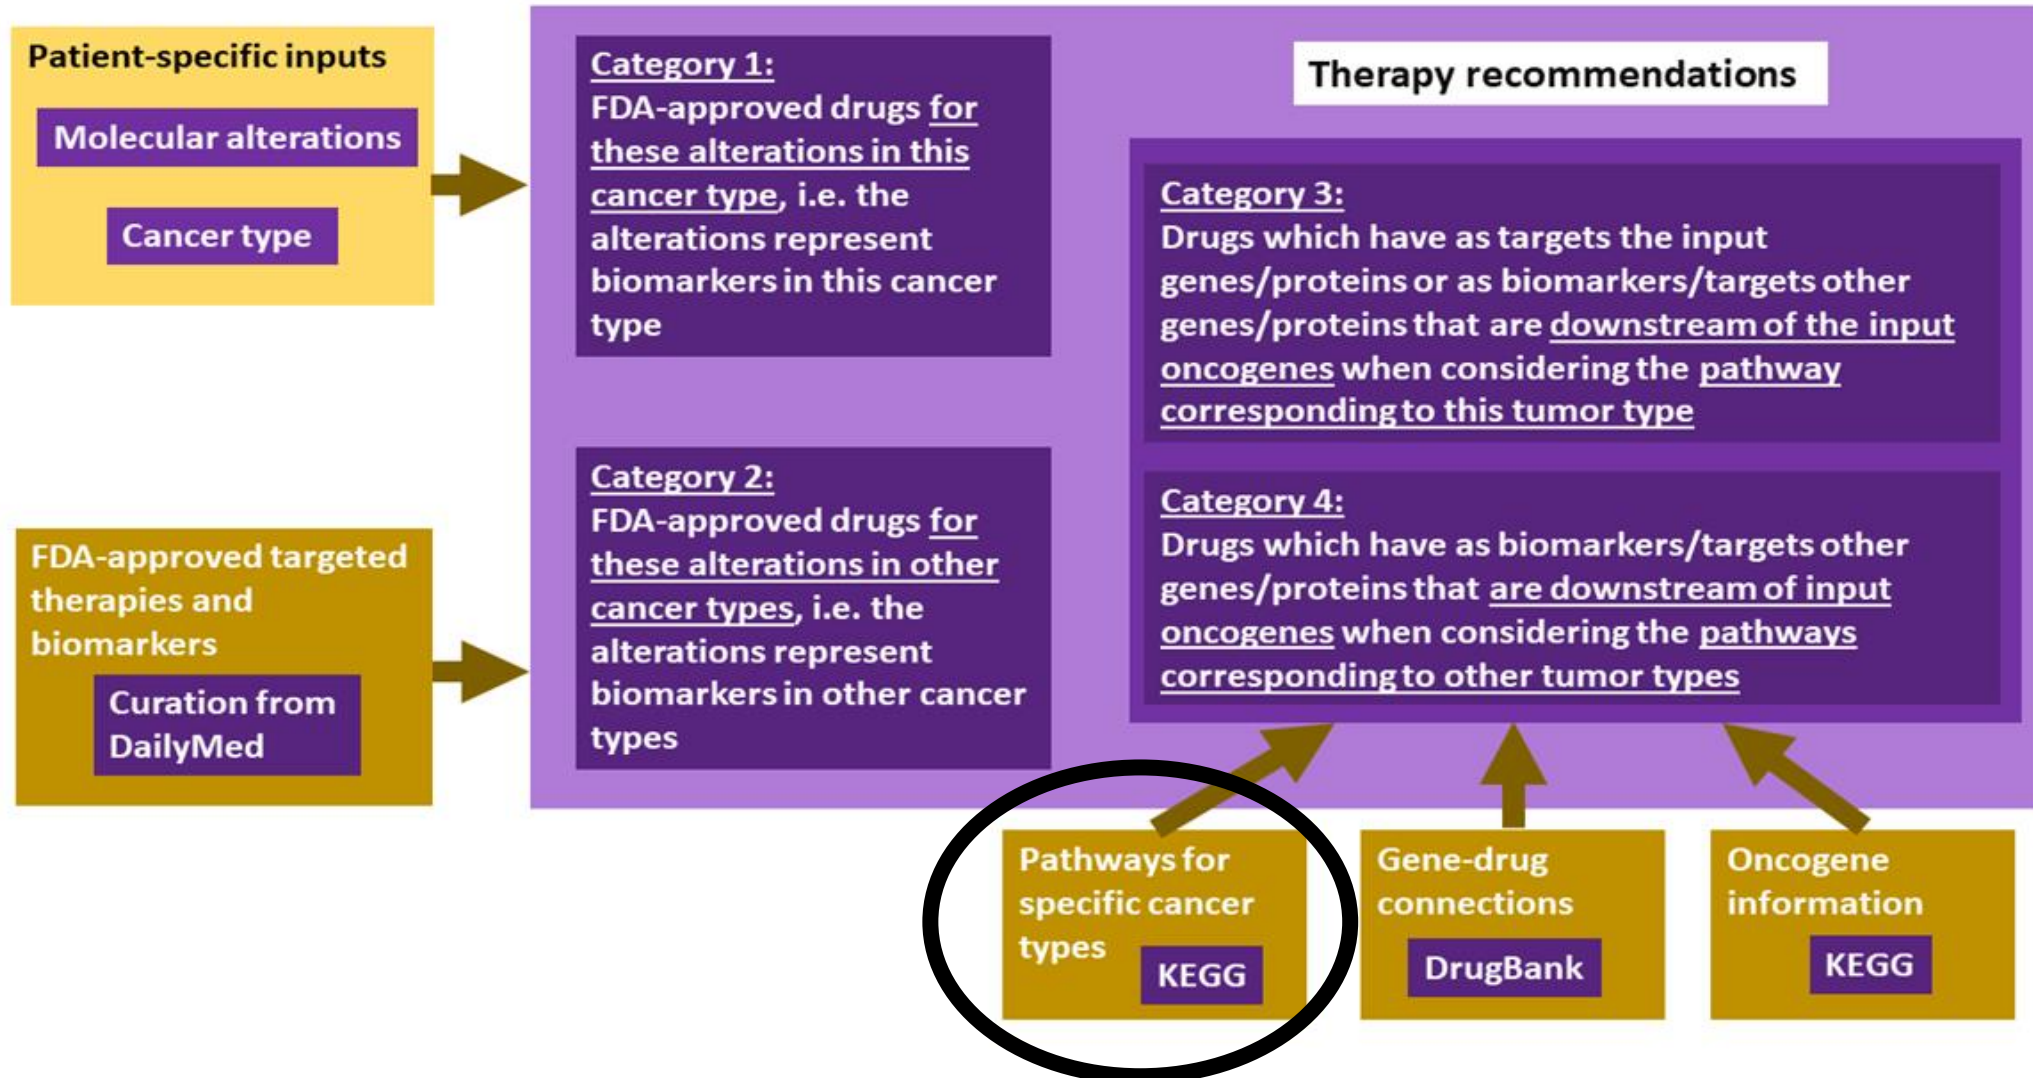 Patient-specific inputs
Molecular alterations
Cancer type
FDA-approved targeted
therapies and
biomarkers
Curation from
DailyMed
Category 1:
FDA-approved drugs for
these alterations in this
cancer type, i.e. the
alterations represent
biomarkers in this cancer
type
Category 2:
FDA-approved drugs for
these alterations in other
cancer types, i.e. the
alterations represent
biomarkers in other cancer
types
Therapy recommendations
Category 3:
Drugs which have as targets the input
genes/proteins or as biomarkers/targets other
genes/proteins that are downstream of the input
oncogenes when considering the pathway
corresponding to this tumor type
Category 4:
Drugs which have as biomarkers/targets other
genes/proteins that are downstream of input
oncogenes when considering the pathways
corresponding to other tumor types
Pathways for
specific cancer
types
KEGG
Gene-drug
connections
DrugBank
Oncogene
information
KEGG